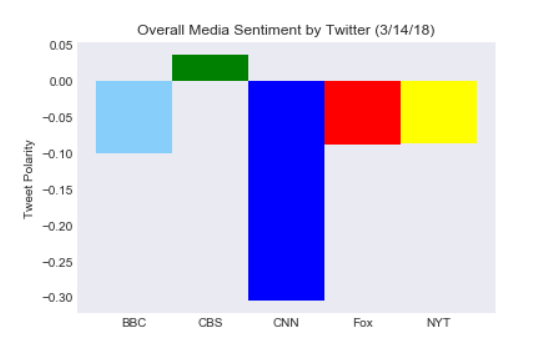 Overall Media Sentiment by Twitter (3/14/18)
0.05
0.00
−0.05
−0.10
−0.15
−0.20
−0.25
−0.30
Tweet Polarity
BBC CBS CNN Fox NYT